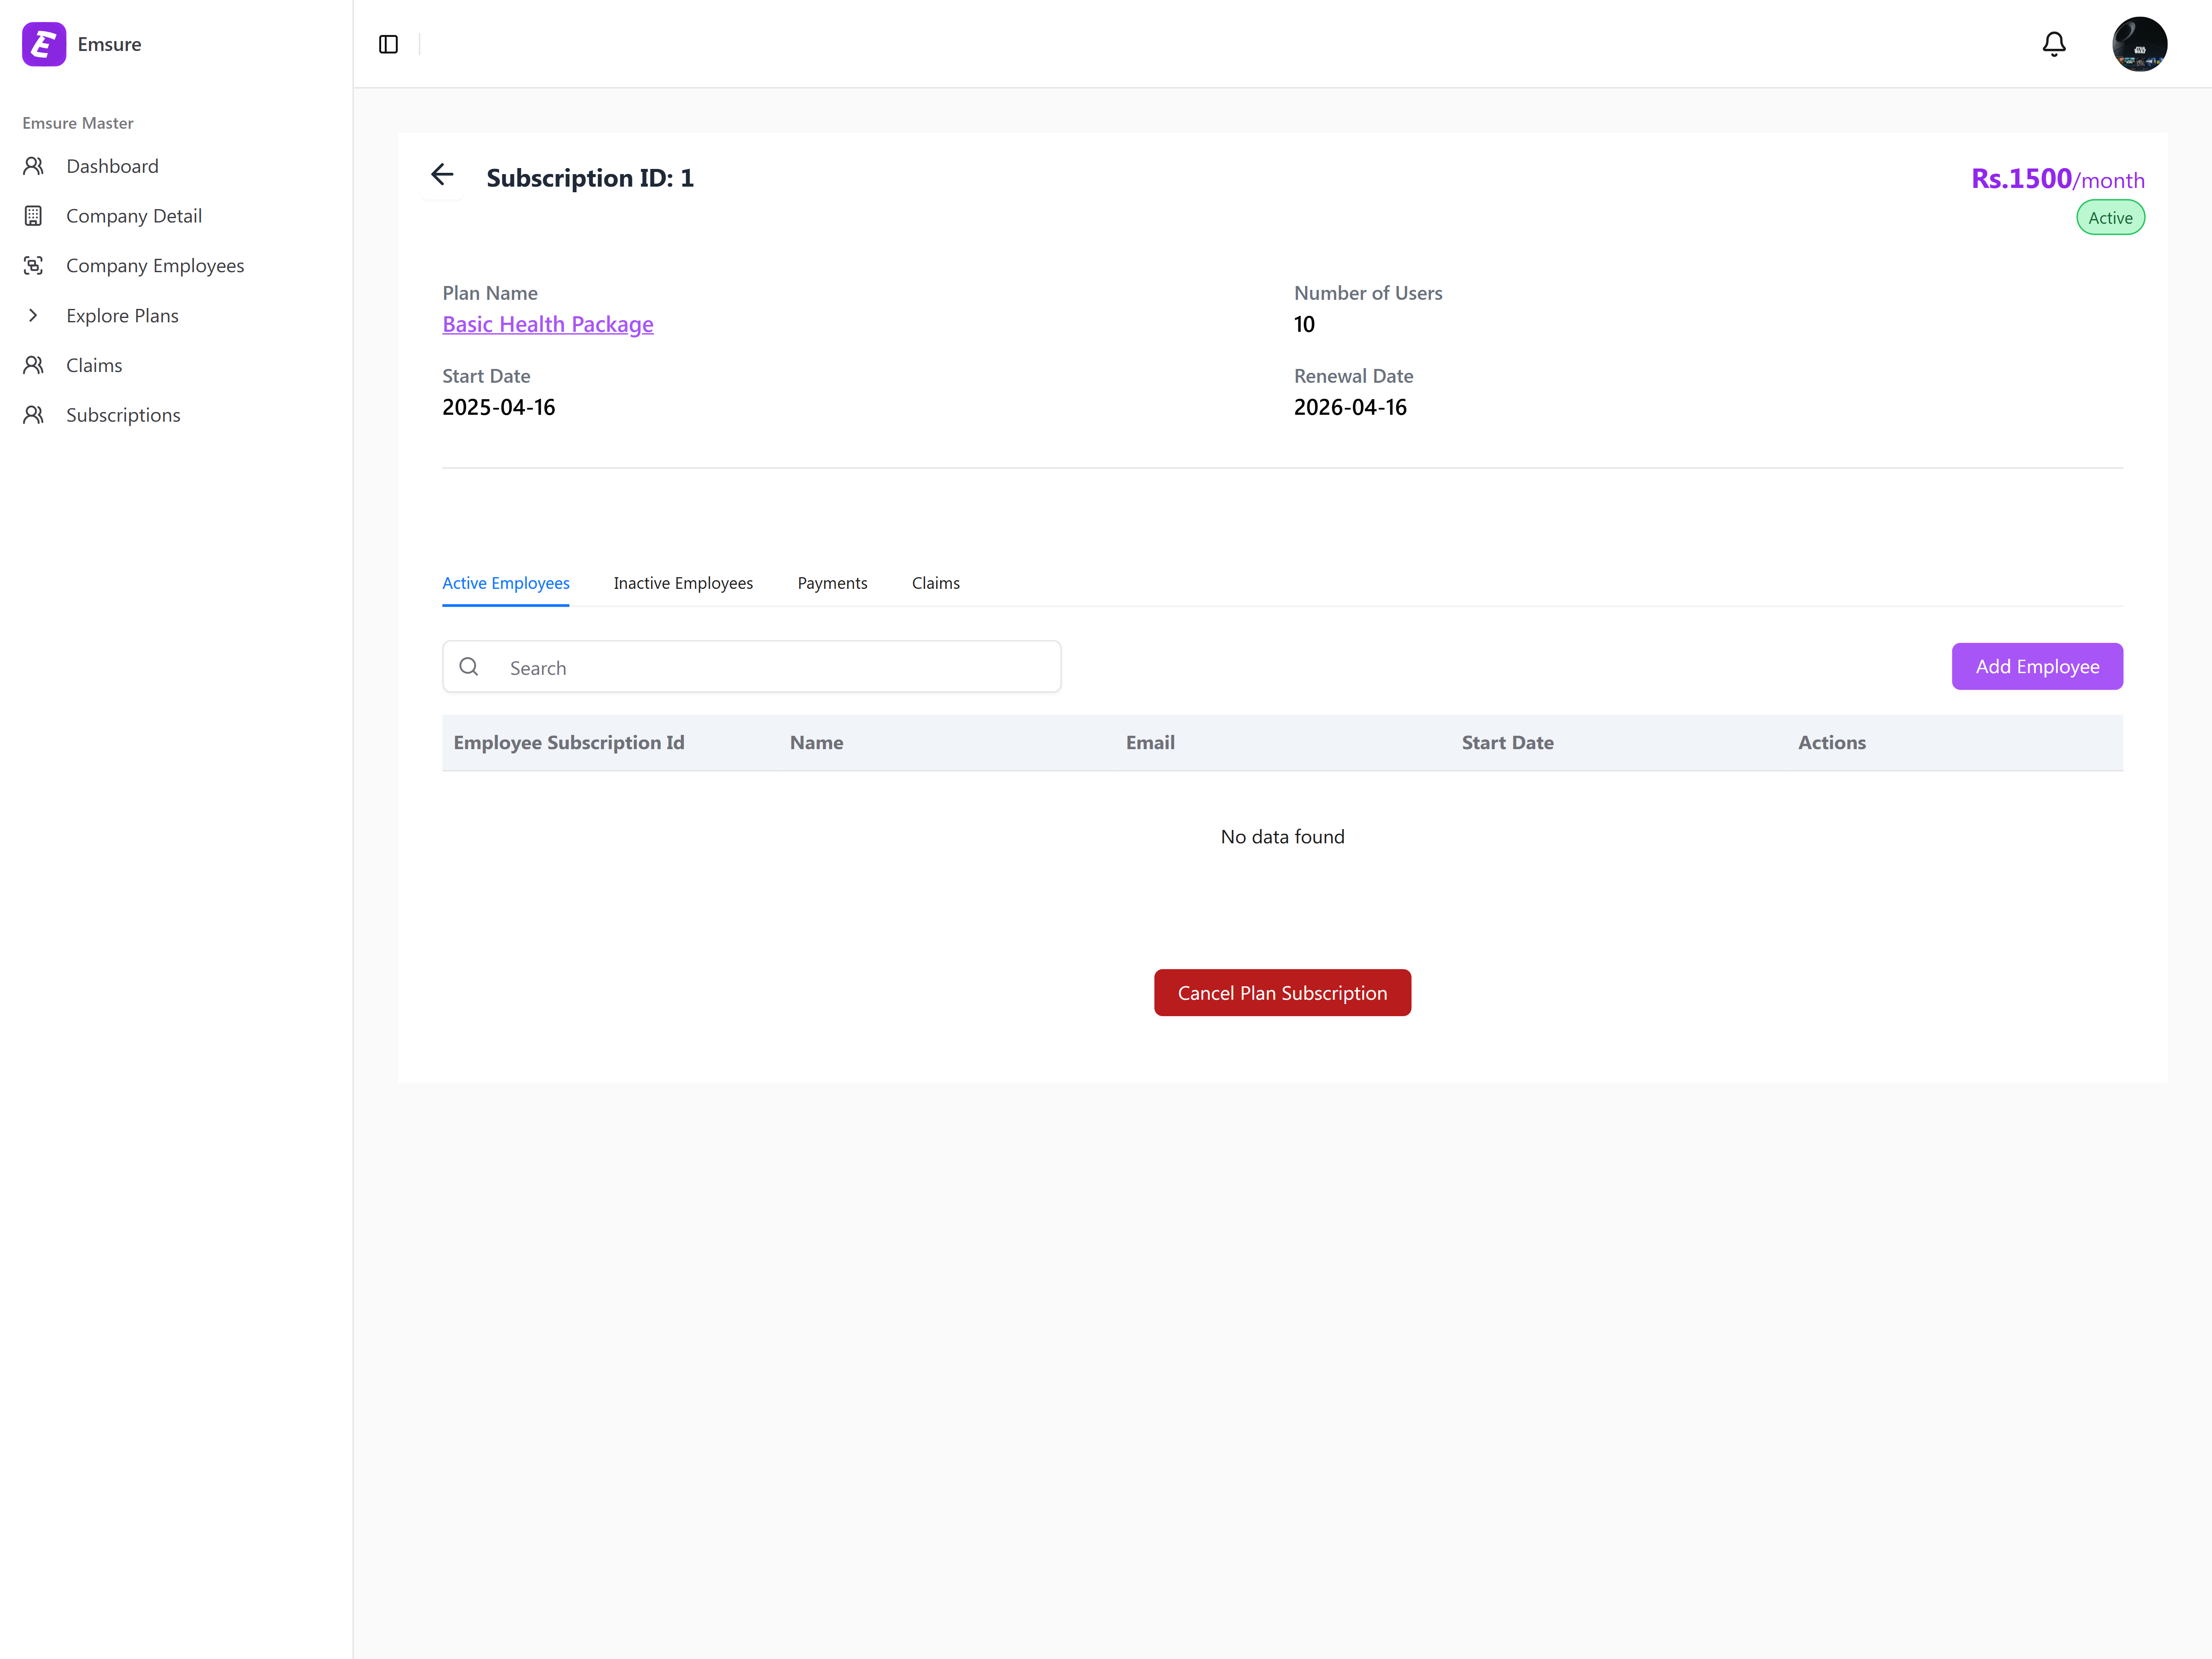 Emsure
Emsure Master
Dashboard
Company Detail
Company Employees
Explore Plans
Claims
Subscriptions
Subscription ID: 1
Rs.1500/month
Active
Plan Name
Basic Health Package
Number of Users
10
Start Date
2025-04-16
Renewal Date
2026-04-16
Active Employees Inactive Employees Payments Claims
Search
Add Employee
Employee Subscription Id Name Email Start Date Actions
No data found
Cancel Plan Subscription